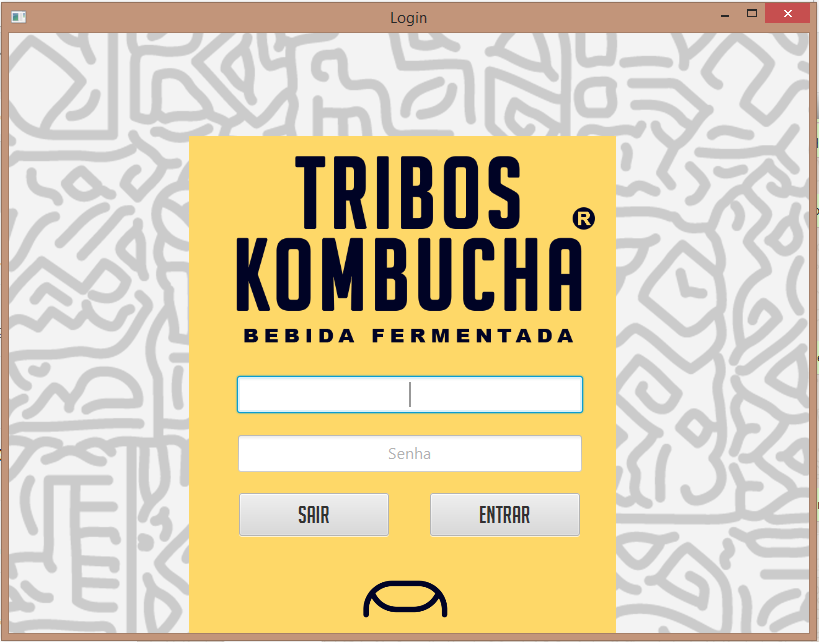 Login
TRIBOS
KOMBUCHA®
BEBIDA FERMENTADA
Senha
SAIR
ENTRAR